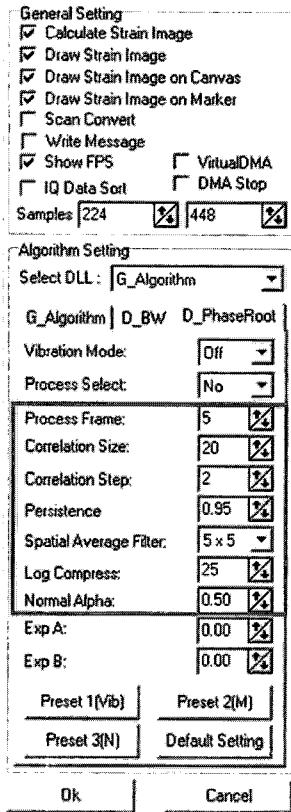 General Setting
Calculate Strain Image
Draw Strain Image
Draw Strain Image on Canvas
Draw Strain Image on Marker
Scan Convert
Write Message
Show FPS VirtualDMA
IQ Data Sort DMA Stop
Samples 224 448
Algorithm Setting
Select DLL : G_Algorithm
G_Algorithm D_BW D_PhaseRoot
Vibration Mode: Off
Process Select: No
Process Frame: 5
Correlation Size: 20
Correlation Step: 2
Persistence 0.95
Spatial Average Filter: 5 x 5
Log Compress: 25
Normal Alpha: 0.50
Exp A: 0.00
Exp B: 0.00
Preset 1(Vib) Preset 2(M)
Preset 3(N) Default Setting
Ok Cancel